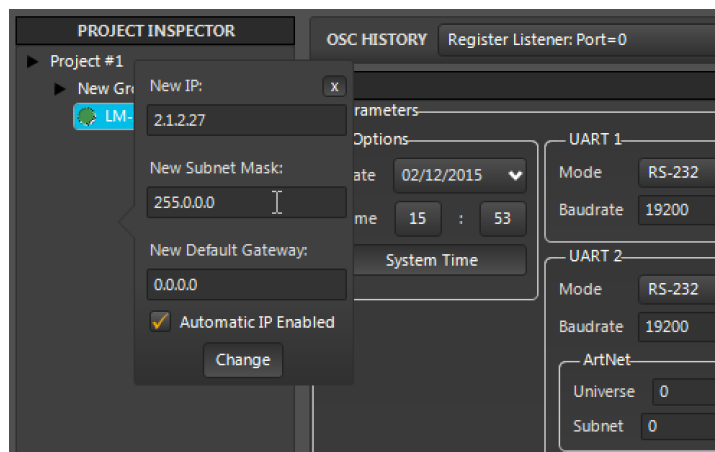 PROJECT INSPECTOR
Project #1
New Gro
LM-
New IP:
x
2.1.2.27
New Subnet Mask:
255.0.0.0
New Default Gateway:
0.0.0.0
Automatic IP Enabled
Change
OSC HISTORY Register Listener: Port=0
rameters
Options
ate 02/12/2015
me 15 : 53
System Time
UART 1
Mode RS-232
Baudrate 19200
UART 2
Mode RS-232
Baudrate 19200
ArtNet
Universe 0
Subnet 0